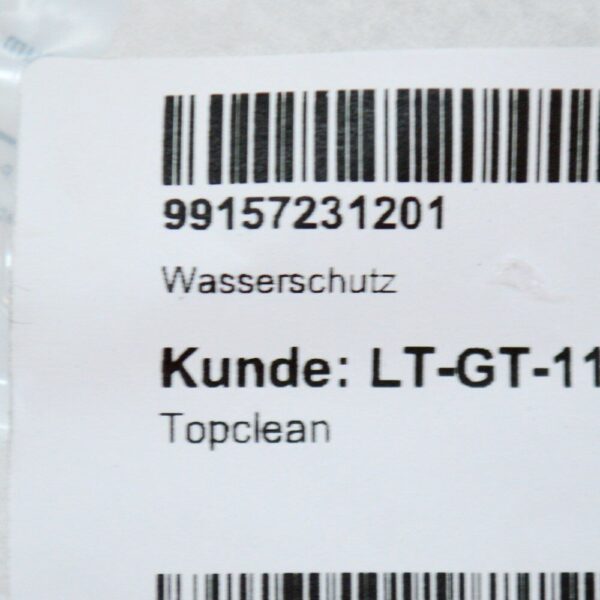 99157231201
Wasserschutz
Kunde: LT-GT-11
Topclean